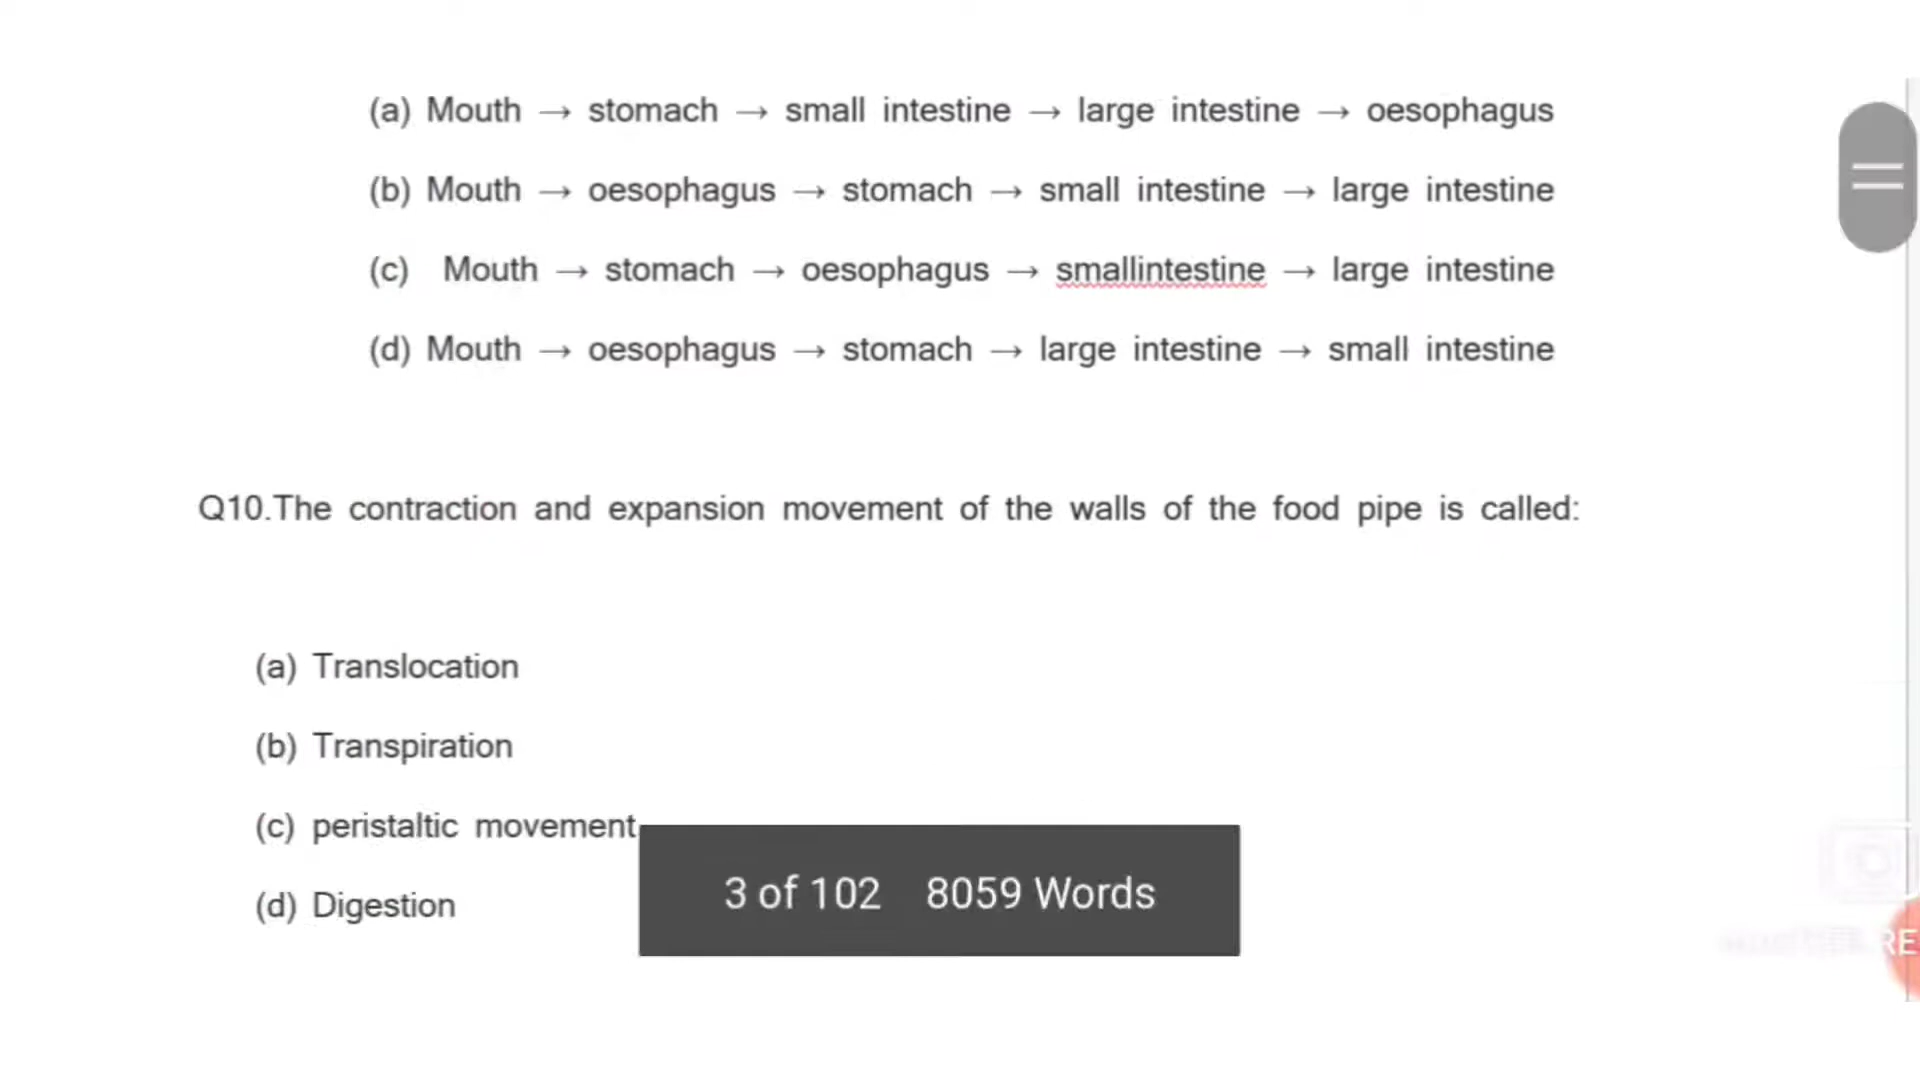 (a) Mouth → stomach → small intestine → large intestine → oesophagus
(b) Mouth → oesophagus → stomach → small intestine → large intestine
(c) Mouth → stomach → oesophagus → smallintestine → large intestine
(d) Mouth → oesophagus → stomach → large intestine → small intestine
Q10.The contraction and expansion movement of the walls of the food pipe is called:
(a) Translocation
(b) Transpiration
(c) peristaltic movement
(d) Digestion
3 of 102 8059 Words
RE